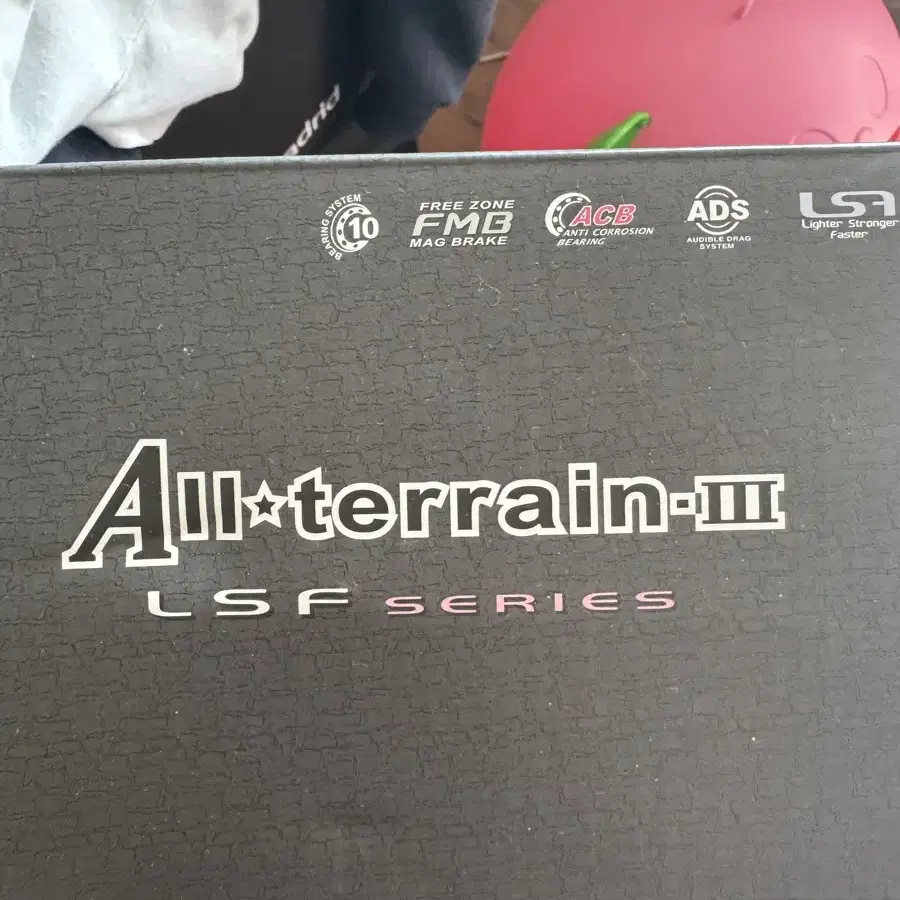 adrid
BEARING SYSTEM
10
FREE ZONE
FMB
MAG BRAKE
ACB
ANTI CORROSION
BEARING
ADS
AUDIBLE DRAG
SYSTEM
LSF
Lighter Stronger
Faster
All☆terrain-III
LSF SERIES